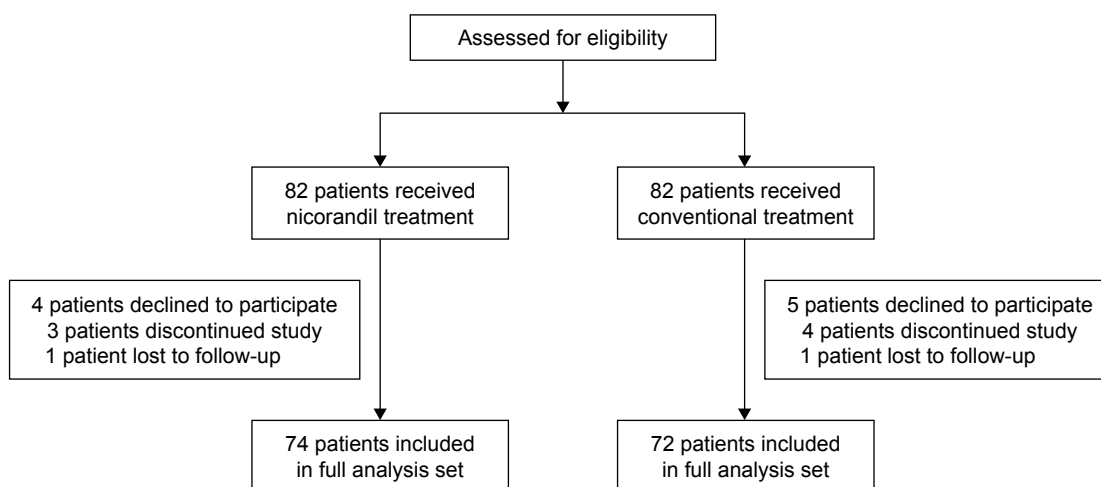 Assessed for eligibility
82 patients received
nicorandil treatment
82 patients received
conventional treatment
4 patients declined to participate
3 patients discontinued study
1 patient lost to follow-up
5 patients declined to participate
4 patients discontinued study
1 patient lost to follow-up
74 patients included
in full analysis set
72 patients included
in full analysis set